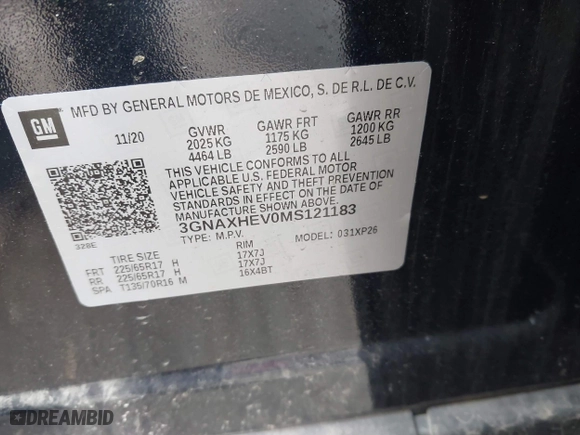 GM
MFD BY GENERAL MOTORS DE MEXICO, S. DE R.L. DE C.V.
11/20 GVWR GAWR FRT GAWR RR
2025 KG 1175 KG 1200 KG
4464 LB 2590 LB 2645 LB
THIS VEHICLE CONFORMS TO ALL
APPLICABLE U.S. FEDERAL MOTOR
VEHICLE SAFETY AND THEFT PREVENTION
STANDARDS IN EFFECT ON THE DATE OF
MANUFACTURE SHOWN ABOVE.
3GNAXHEV0MS121183
328E
TYPE: M.P.V. MODEL: 031XP26
TIRE SIZE RIM
FRT 225/65R17 H 17X7J
RR 225/65R17 H 17X7J
SPA T135/70R16 M 16X4BT
DREAMBID